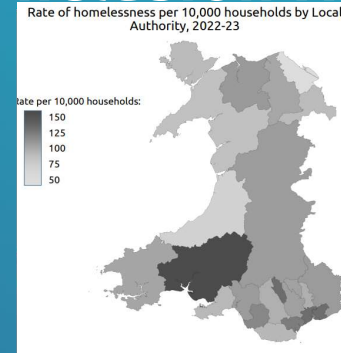 Rate of homelessness per 10,000 households by Local
Authority, 2022-23
Rate per 10,000 households:
150
125
100
75
50